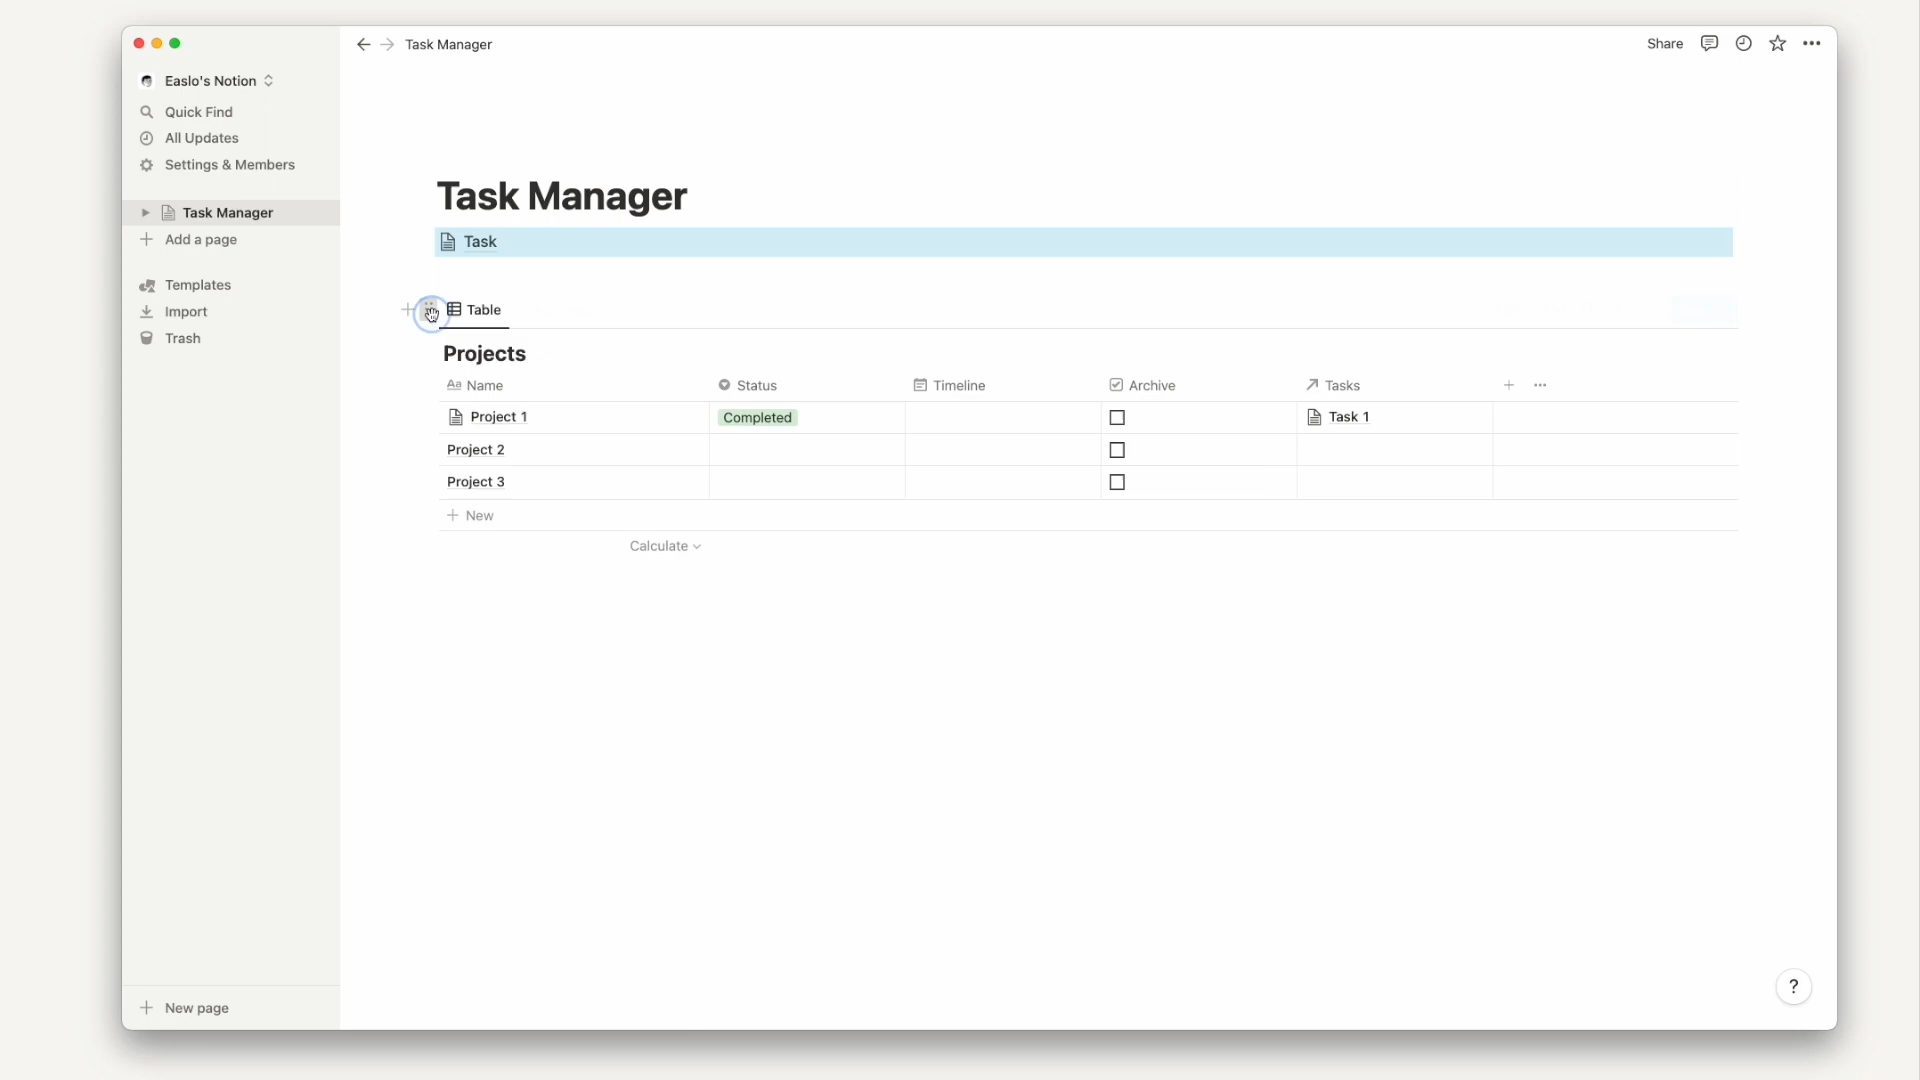 Task Manager
Share
Easlo's Notion
Quick Find
All Updates
Settings & Members
Task Manager
Add a page
Templates
Import
Trash
New page
Task Manager
Task
Table
Projects
Aa Name Status Timeline Archive Tasks
Project 1 Completed Task 1
Project 2
Project 3
New
Calculate
?